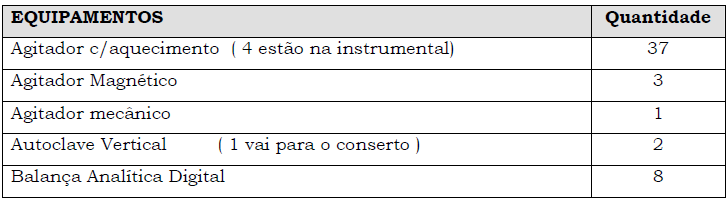 EQUIPAMENTOS Quantidade
Agitador c/aquecimento ( 4 estão na instrumental) 37
Agitador Magnético 3
Agitador mecânico 1
Autoclave Vertical ( 1 vai para o conserto ) 2
Balança Analítica Digital 8